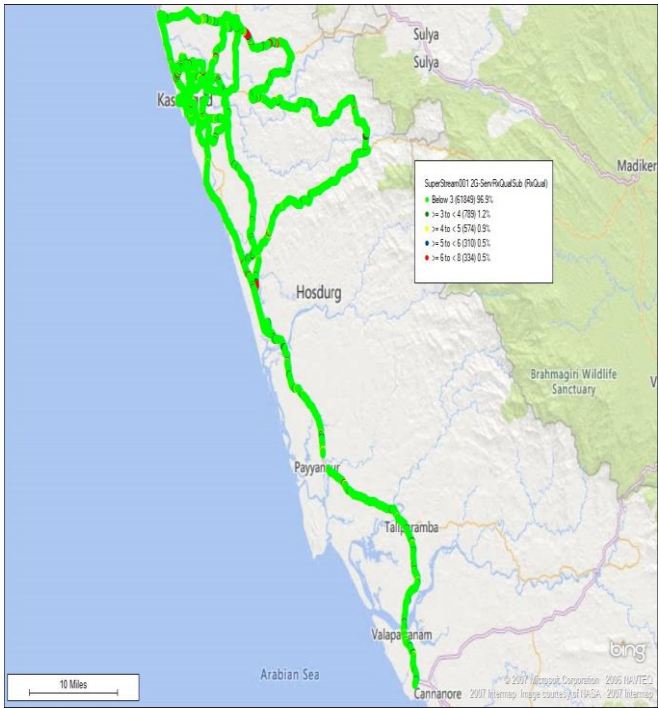 Sulya
Sulya
Madiker
SuperStream001 2G-Serv/RxQualSub (RxQual)
Below 3 (61849) 96.9%
>= 3 to < 4 (789) 1.2%
>= 4 to < 5 (574) 0.9%
>= 5 to < 6 (310) 0.5%
>= 6 to < 8 (334) 0.5%
Hosdurg
Brahmagiri Wildlife
Sanctuary
V
Taliparamba
bing
Arabian Sea
10 Miles
Cannanore
© 2007 Microsoft Corporation 2006 NAVTEQ
2007 Intermap Image courtesy of NASA 2007 Intermap